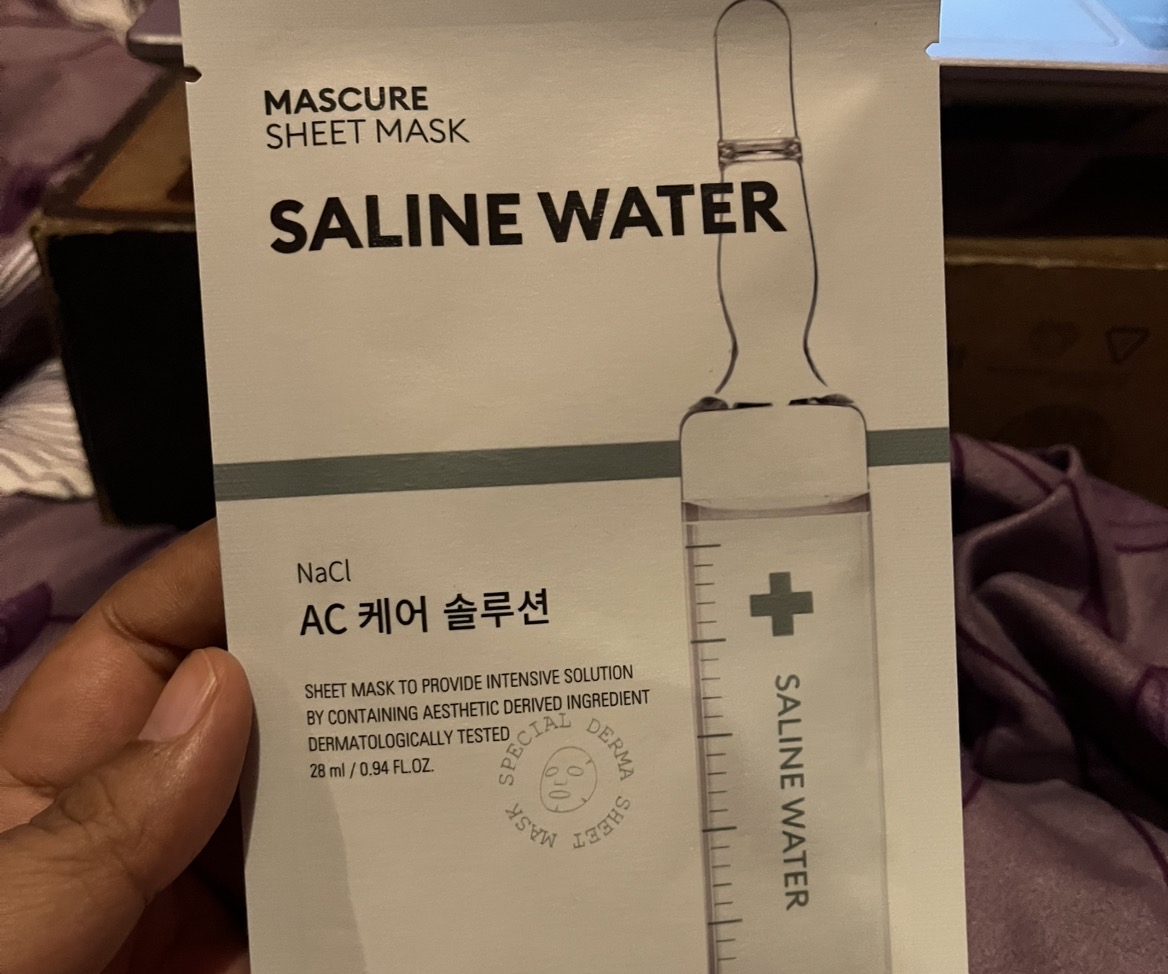 MASCURE
SHEET MASK
SALINE WATER
NaCl
AC 케어 솔루션
SHEET MASK TO PROVIDE INTENSIVE SOLUTION
BY CONTAINING AESTHETIC DERIVED INGREDIENT
DERMATOLOGICALLY TESTED
28 ml / 0.94 FL.OZ.
SPECIAL DERMA SHEET MASK
SALINE WATER